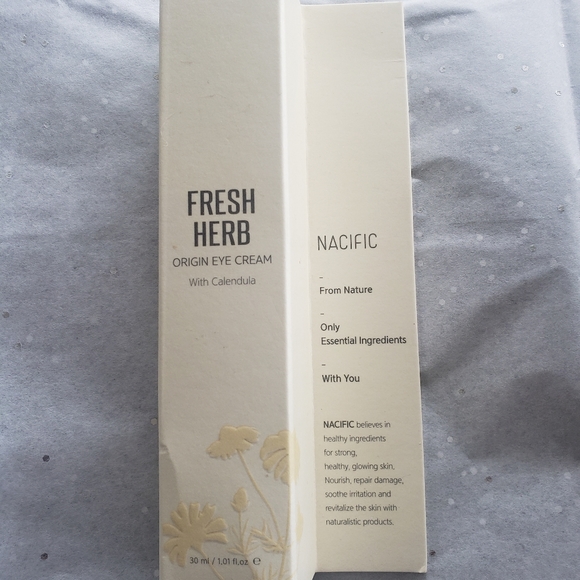 FRESH
HERB
ORIGIN EYE CREAM
With Calendula
30 ml / 1.01 fl.oz ℮
NACIFIC
–
From Nature
–
Only
Essential Ingredients
–
With You
NACIFIC believes in
healthy ingredients
for strong,
healthy, glowing skin.
Nourish, repair damage,
soothe irritation and
revitalize the skin with
naturalistic products.